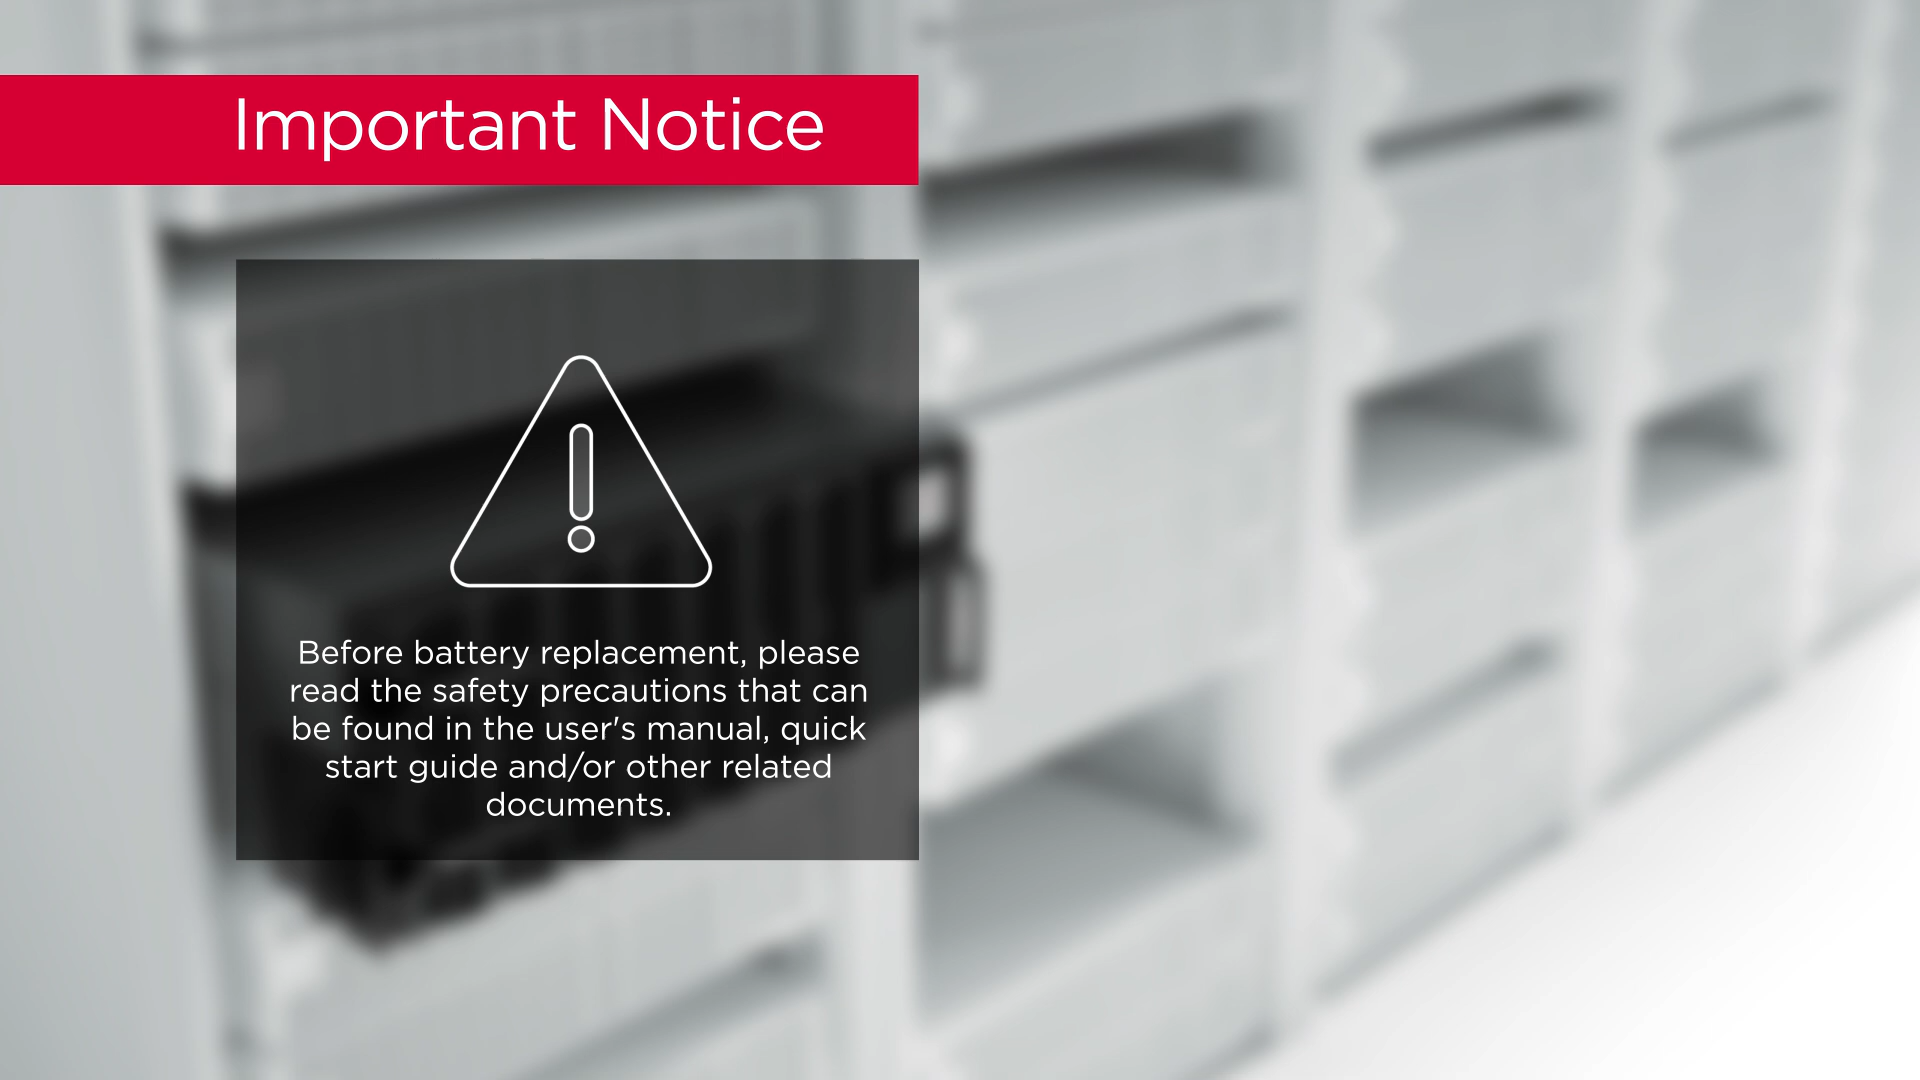 Important Notice
Before battery replacement, please
read the safety precautions that can
be found in the user's manual, quick
start guide and/or other related
documents.